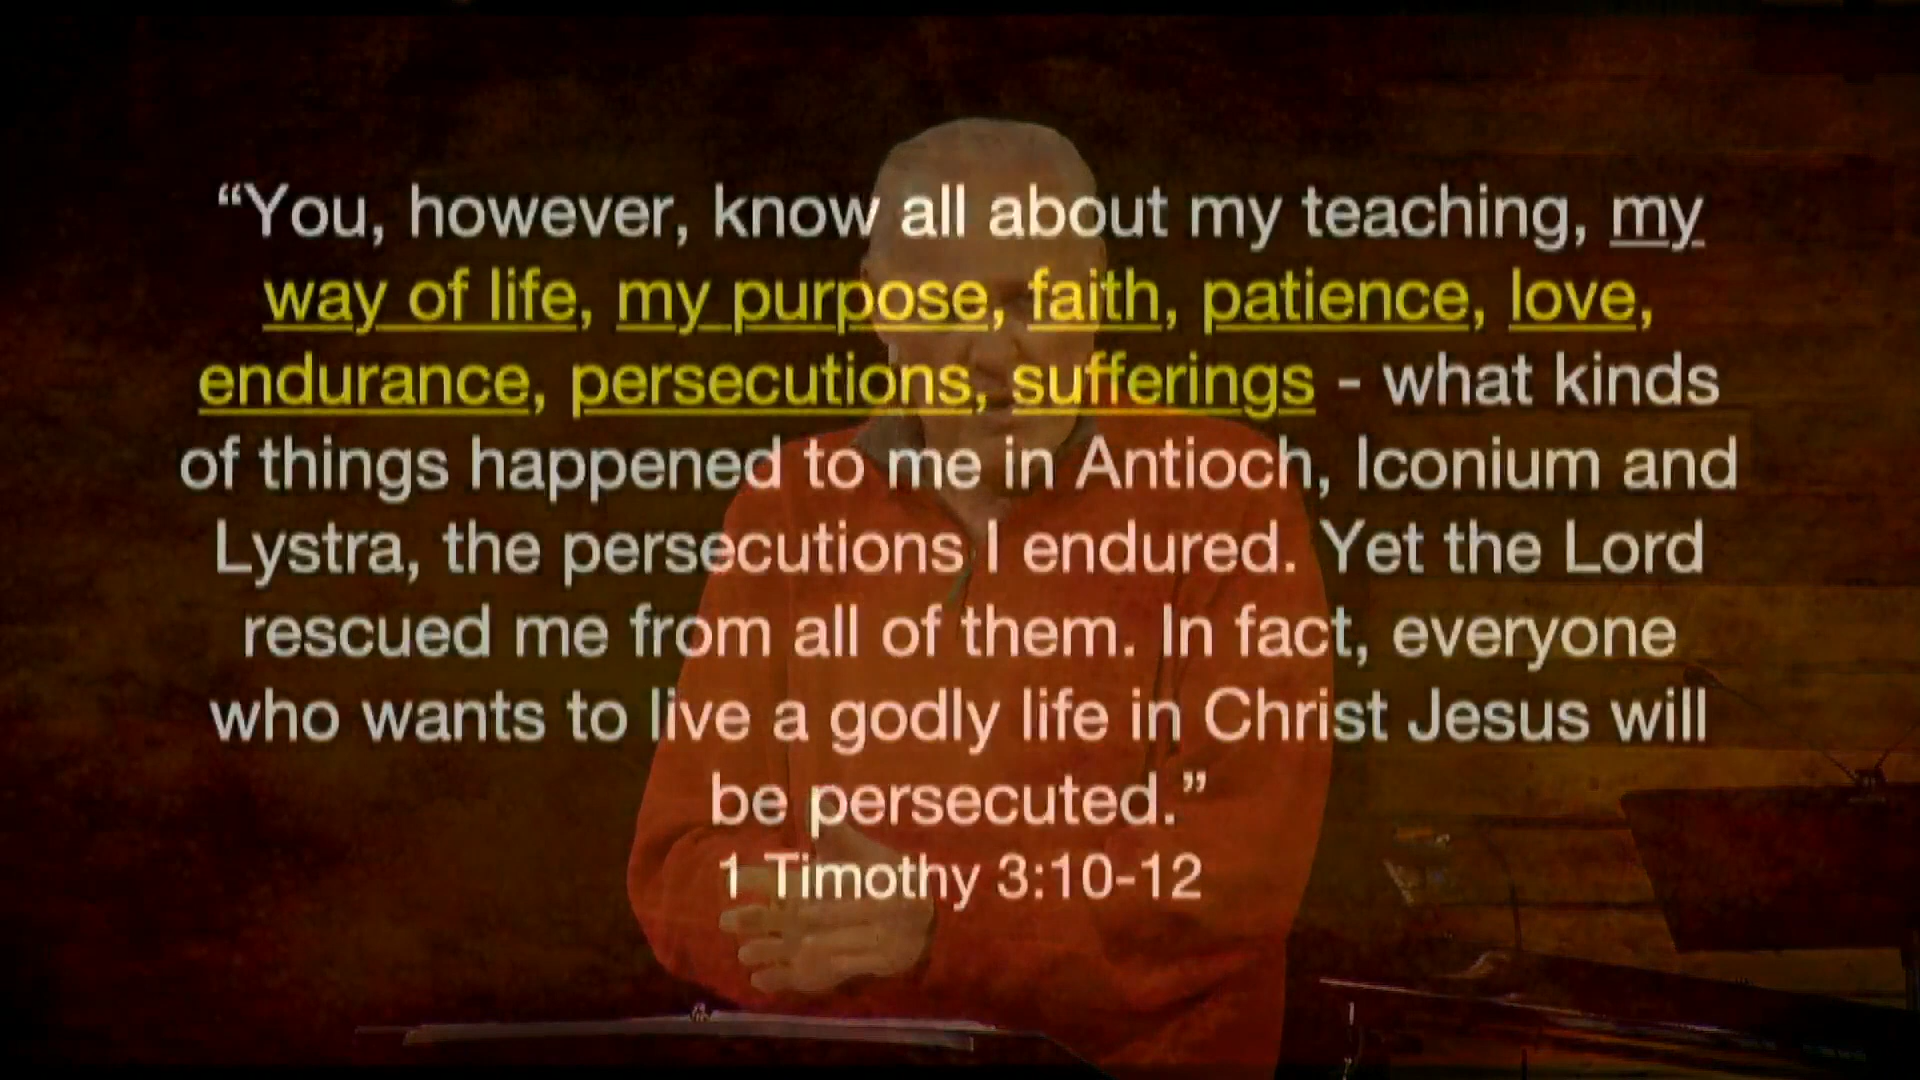 “You, however, know all about my teaching, my
way of life, my purpose, faith, patience, love,
endurance, persecutions, sufferings - what kinds
of things happened to me in Antioch, Iconium and
Lystra, the persecutions I endured. Yet the Lord
rescued me from all of them. In fact, everyone
who wants to live a godly life in Christ Jesus will
be persecuted.”
1 Timothy 3:10-12